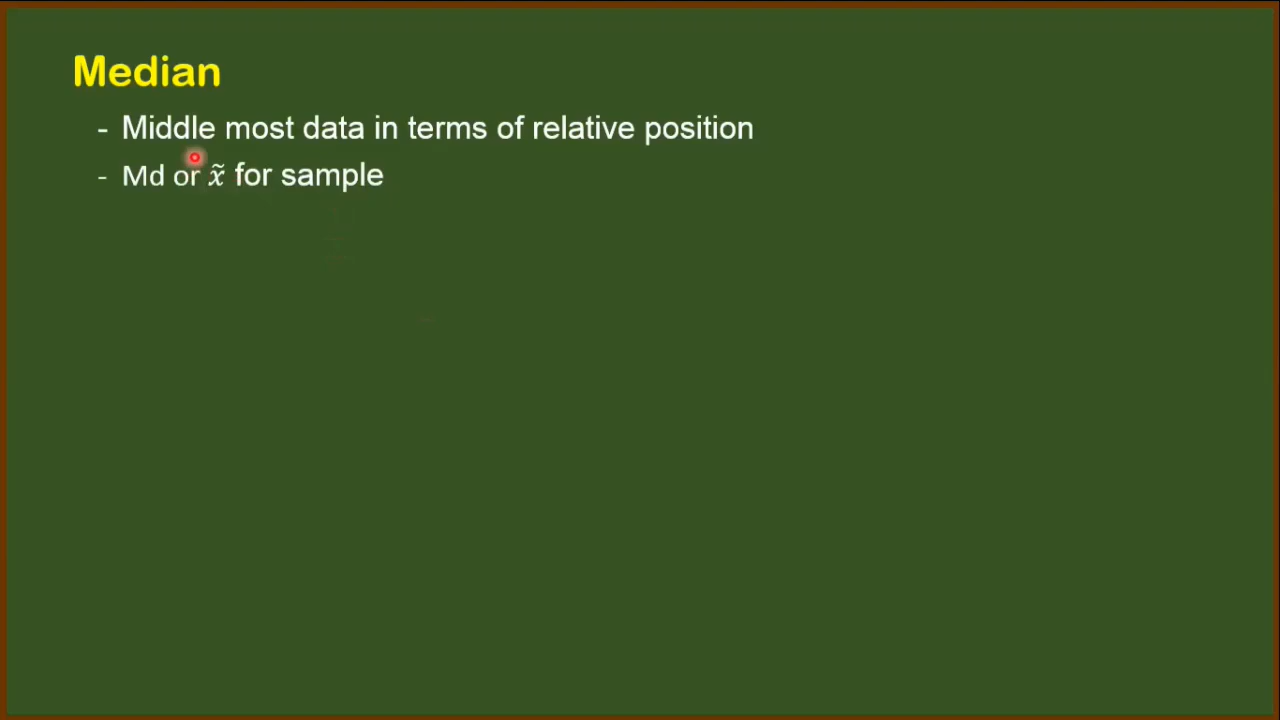 Median
- Middle most data in terms of relative position
- Md or x̃ for sample